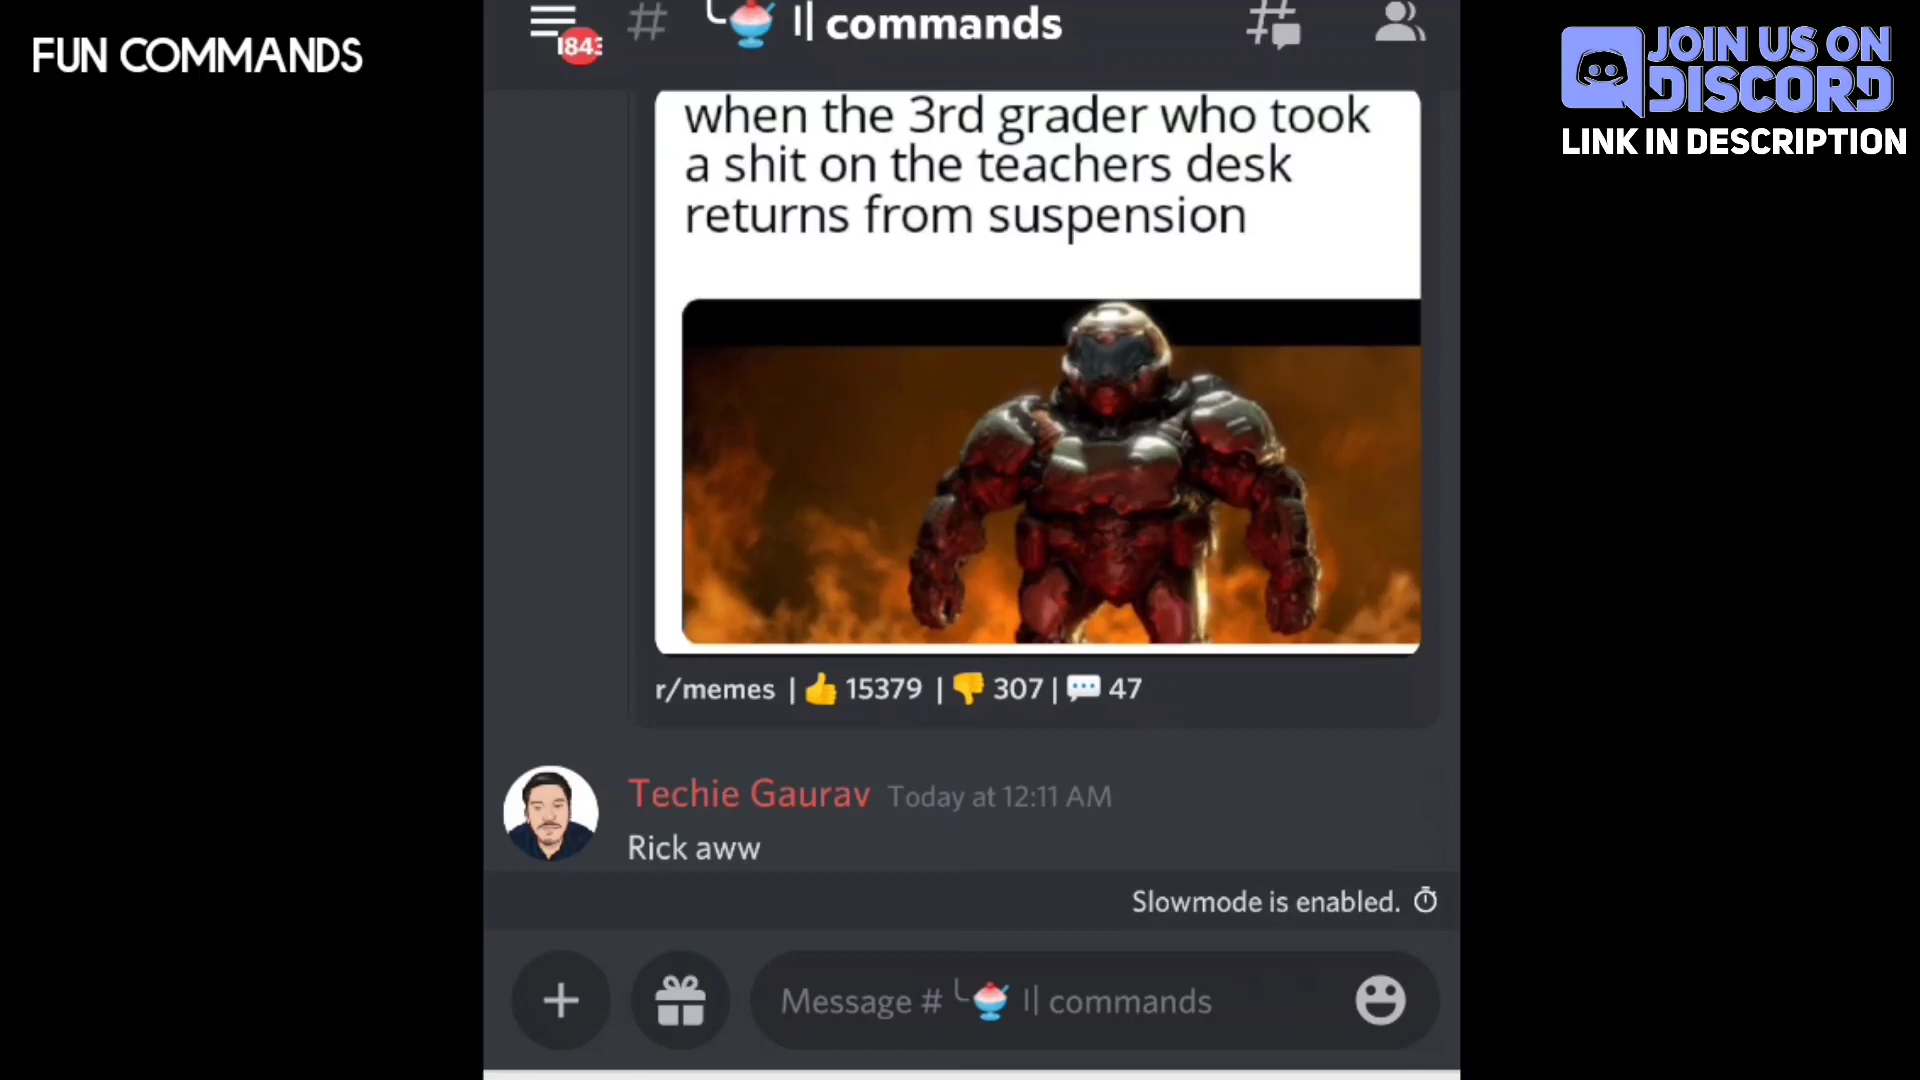 FUN COMMANDS
# commands
when the 3rd grader who took
a shit on the teachers desk
returns from suspension
r/memes | 👍 15379 | 👎 307 | 💬 47
Techie Gaurav Today at 12:11 AM
Rick aww
Slowmode is enabled.
Message # commands
JOIN US ON
DISCORD
LINK IN DESCRIPTION